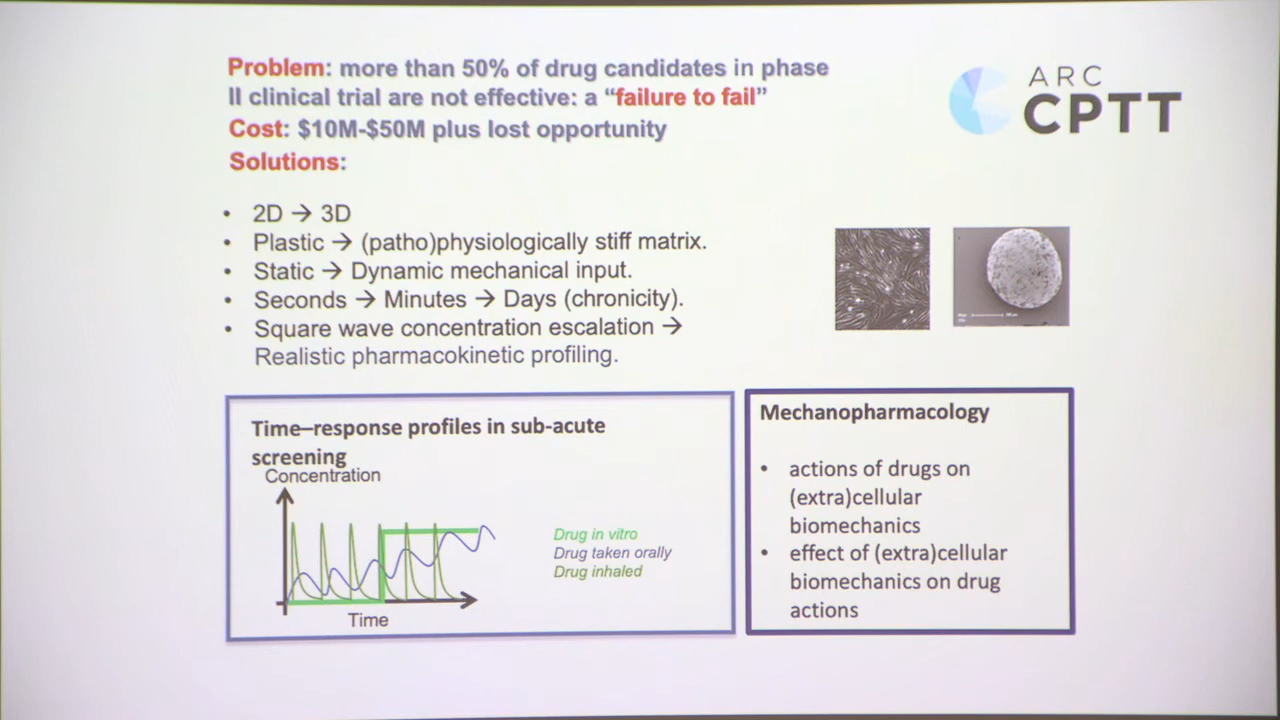 Problem: more than 50% of drug candidates in phase
II clinical trial are not effective: a “failure to fail”
Cost: $10M-$50M plus lost opportunity
Solutions:
ARC
CPTT
• 2D → 3D
• Plastic → (patho)physiologically stiff matrix.
• Static → Dynamic mechanical input.
• Seconds → Minutes → Days (chronicity).
• Square wave concentration escalation →
Realistic pharmacokinetic profiling.
Time–response profiles in sub-acute
screening
Concentration
Drug in vitro
Drug taken orally
Drug inhaled
Time
Mechanopharmacology
• actions of drugs on
(extra)cellular
biomechanics
• effect of (extra)cellular
biomechanics on drug
actions